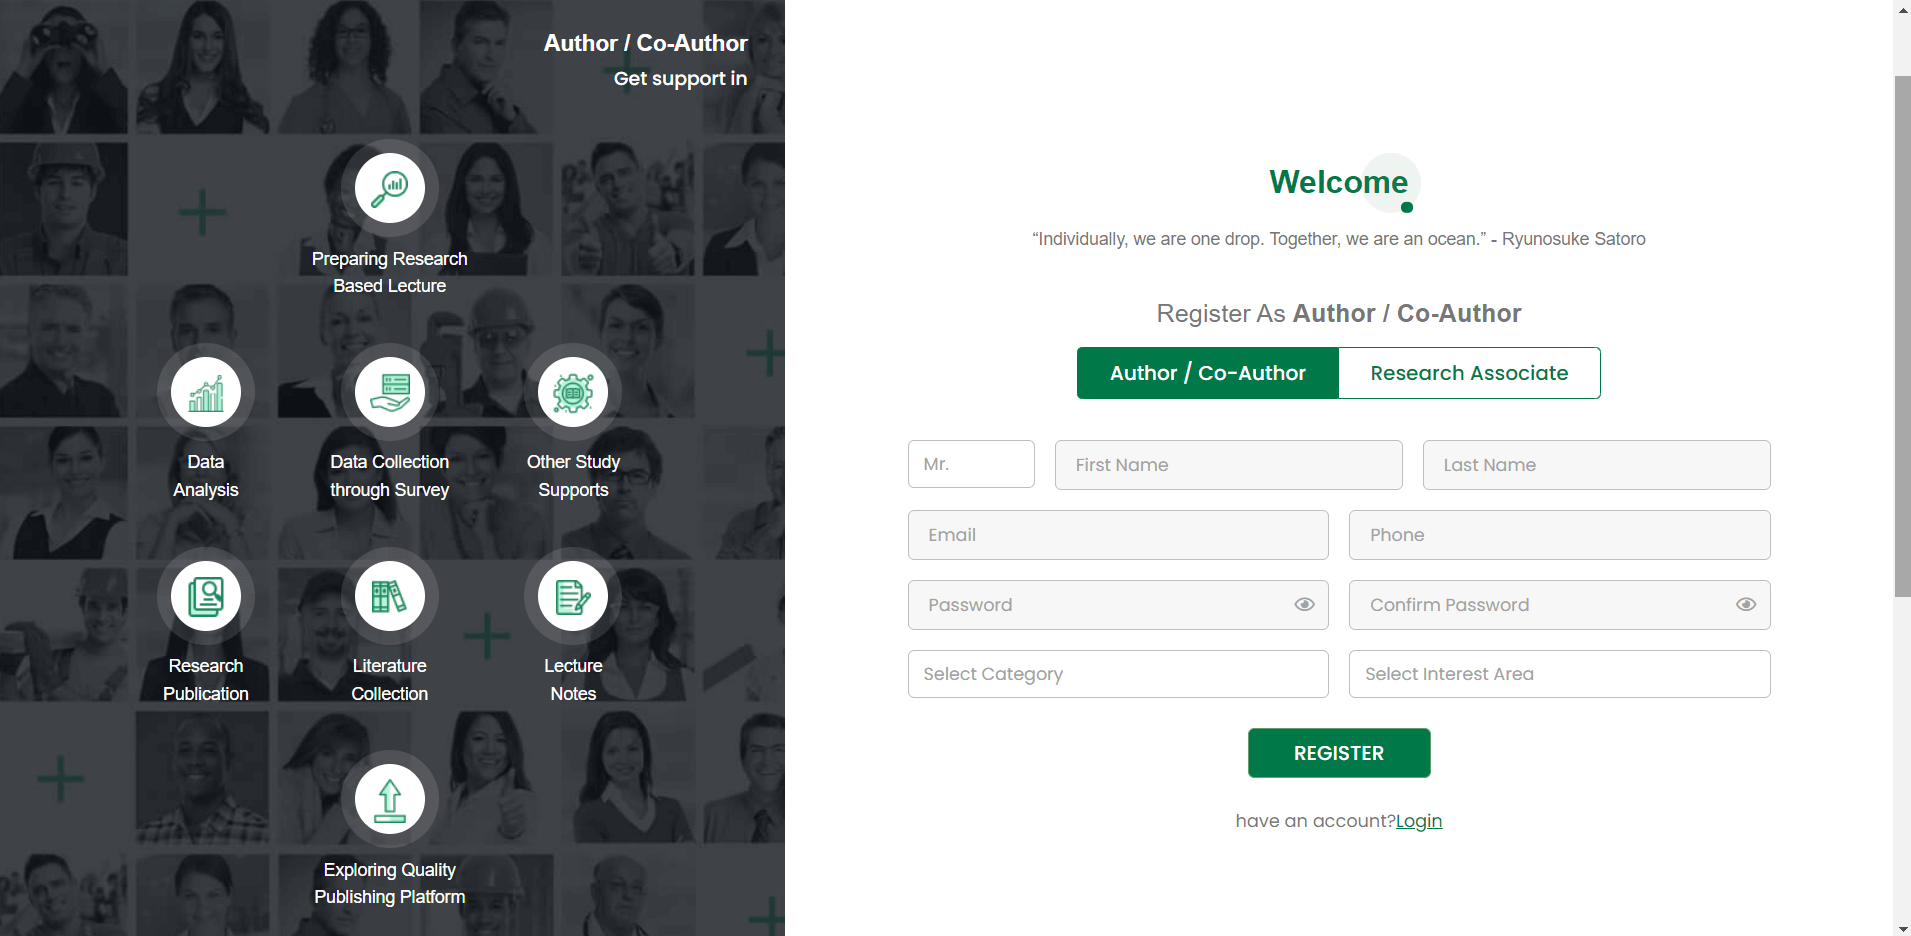 Author / Co-Author
Get support in
Preparing Research
Based Lecture
Data
Analysis
Data Collection
through Survey
Other Study
Supports
Research
Publication
Literature
Collection
Lecture
Notes
Exploring Quality
Publishing Platform
Welcome
“Individually, we are one drop. Together, we are an ocean.” - Ryunosuke Satoro
Register As Author / Co-Author
Author / Co-Author
Research Associate
Mr.
First Name
Last Name
Email
Phone
Password
Confirm Password
Select Category
Select Interest Area
REGISTER
have an account?Login